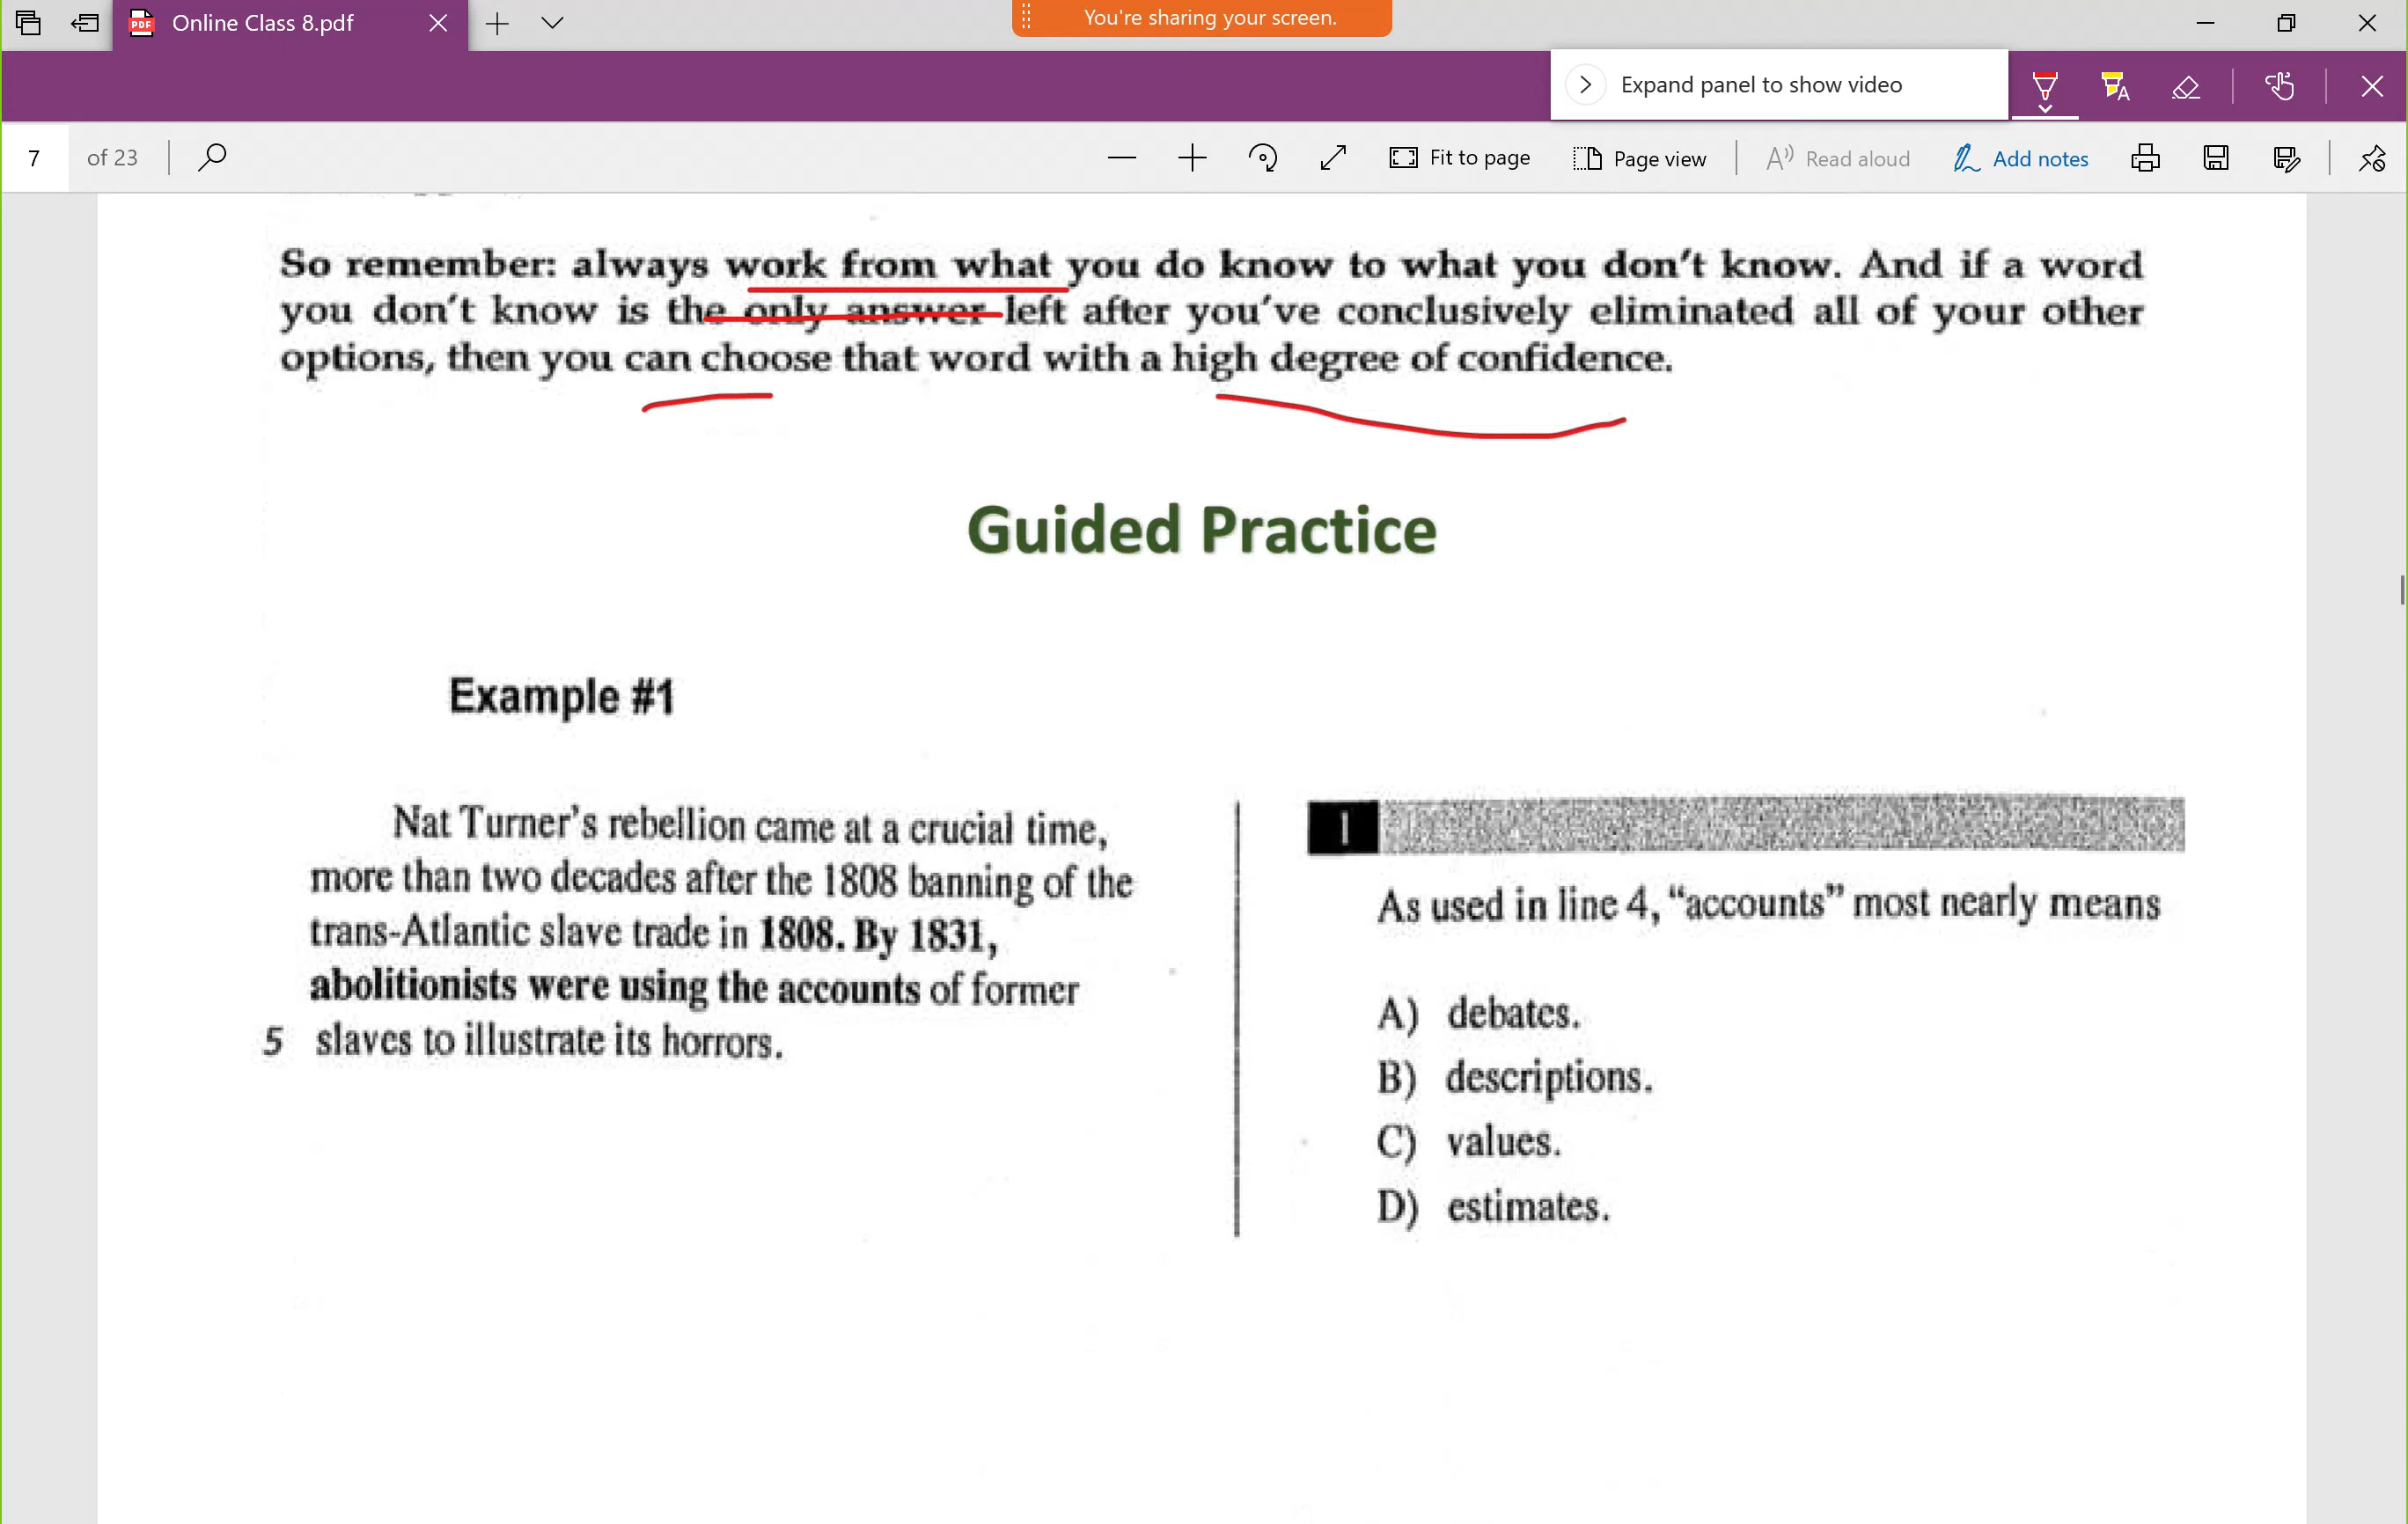 Online Class 8.pdf
You're sharing your screen.
Expand panel to show video
7 of 23
Fit to page
Page view
Read aloud
Add notes
So remember: always work from what you do know to what you don't know. And if a word
you don't know is the only answer left after you've conclusively eliminated all of your other
options, then you can choose that word with a high degree of confidence.
Guided Practice
Example #1
Nat Turner's rebellion came at a crucial time,
more than two decades after the 1808 banning of the
trans-Atlantic slave trade in 1808. By 1831,
abolitionists were using the accounts of former
5 slaves to illustrate its horrors.
1
As used in line 4, “accounts” most nearly means
A) debates.
B) descriptions.
C) values.
D) estimates.